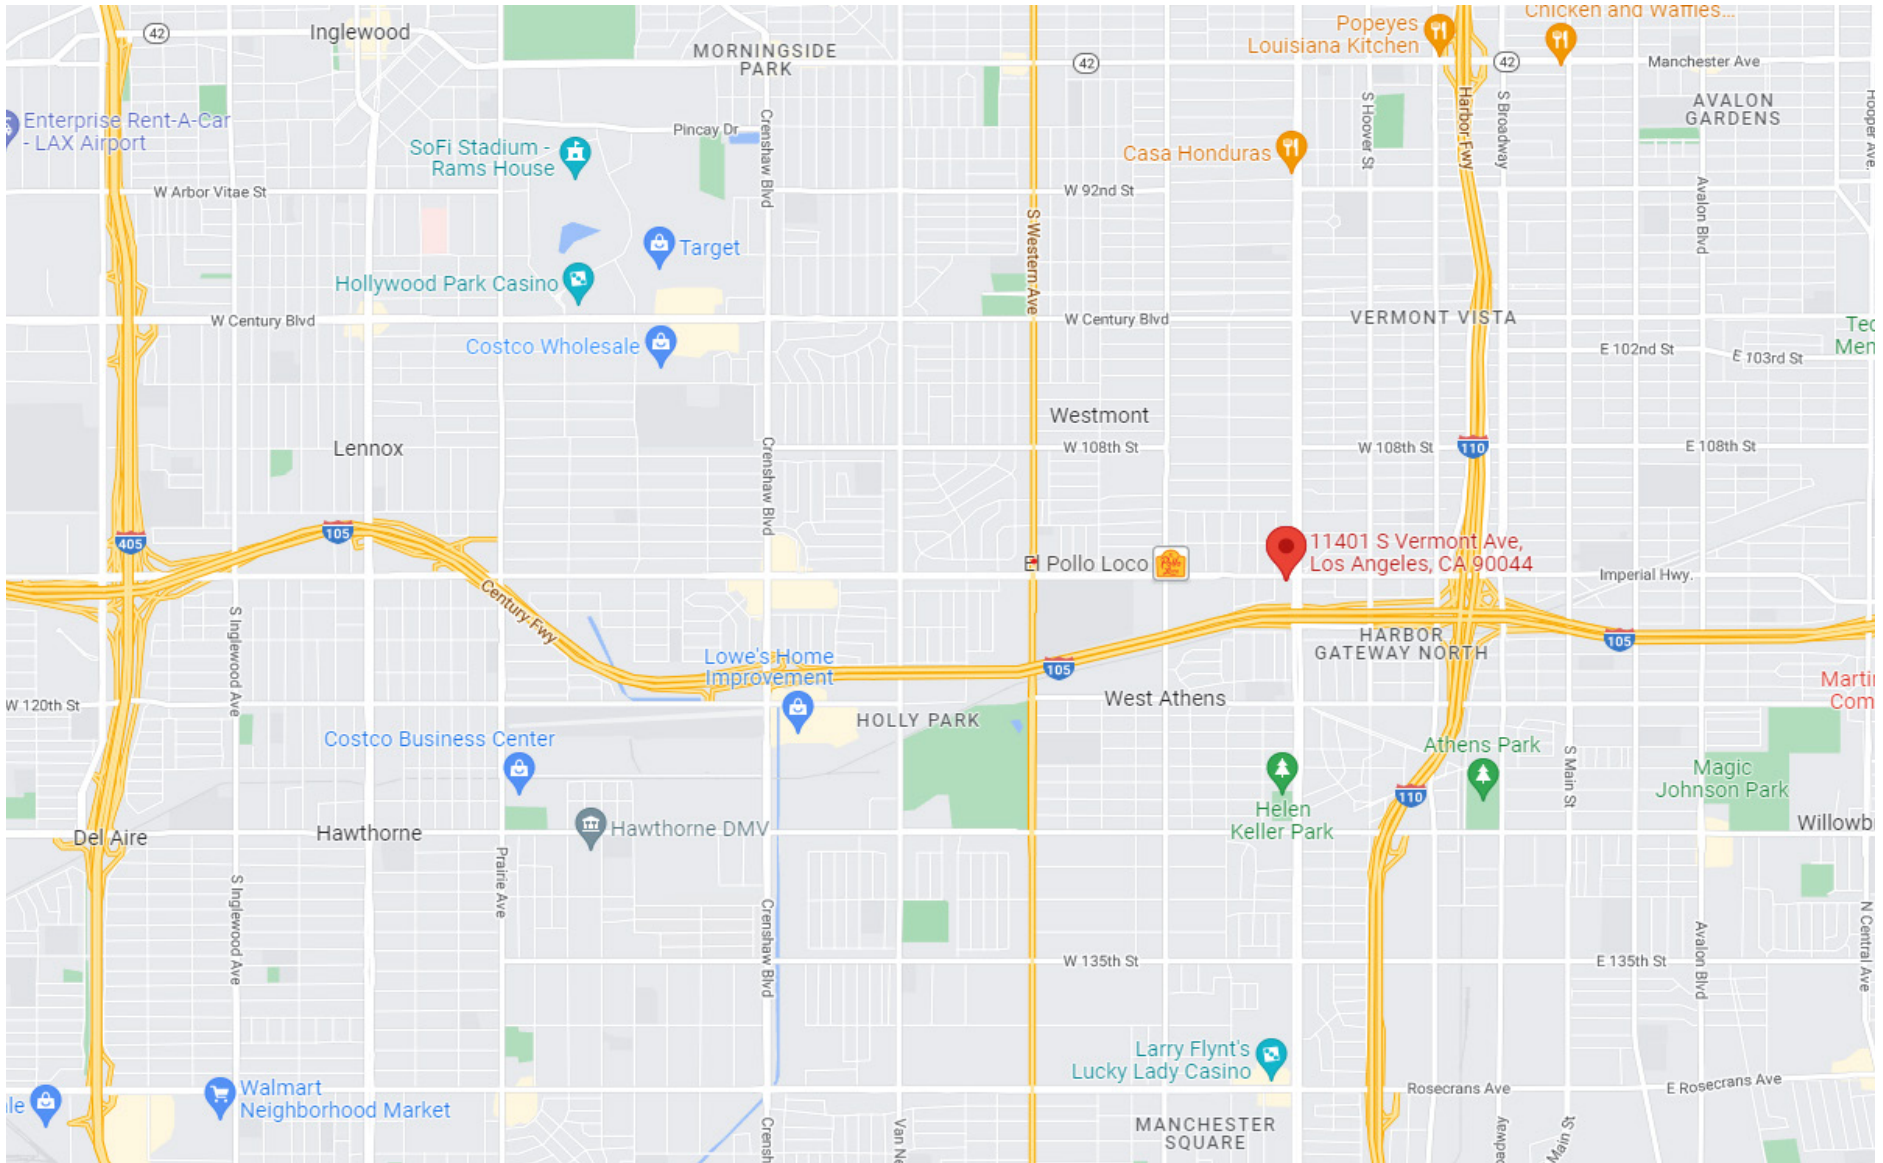 42
Inglewood
MORNINGSIDE
PARK
42
Popeyes
Louisiana Kitchen
Chicken and Waffles...
42
Manchester Ave
Enterprise Rent-A-Car
- LAX Airport
SoFi Stadium -
Rams House
Pincay Dr
Crenshaw Blvd
Casa Honduras
S Hoover St
Harbor Fwy
S Broadway
AVALON
GARDENS
Hooper Ave
W Arbor Vitae St
W 92nd St
S Western Ave
Avalon Blvd
Target
Hollywood Park Casino
W Century Blvd
W Century Blvd
VERMONT VISTA
Costco Wholesale
E 102nd St
E 103rd St
Westmont
Lennox
Crenshaw Blvd
W 108th St
W 108th St
110
E 108th St
405
105
El Pollo Loco
11401 S Vermont Ave,
Los Angeles, CA 90044
Imperial Hwy.
Century Fwy
S Inglewood Ave
Lowe's Home
Improvement
105
HARBOR
GATEWAY NORTH
105
W 120th St
West Athens
HOLLY PARK
Costco Business Center
Athens Park
S Main St
Magic
Johnson Park
110
Helen
Keller Park
Del Aire
Hawthorne
Hawthorne DMV
Prairie Ave
S Inglewood Ave
Crenshaw Blvd
W 135th St
E 135th St
Avalon Blvd
N Central Ave
Larry Flynt's
Lucky Lady Casino
Walmart
Neighborhood Market
Rosecrans Ave
E Rosecrans Ave
MANCHESTER
SQUARE
Main St